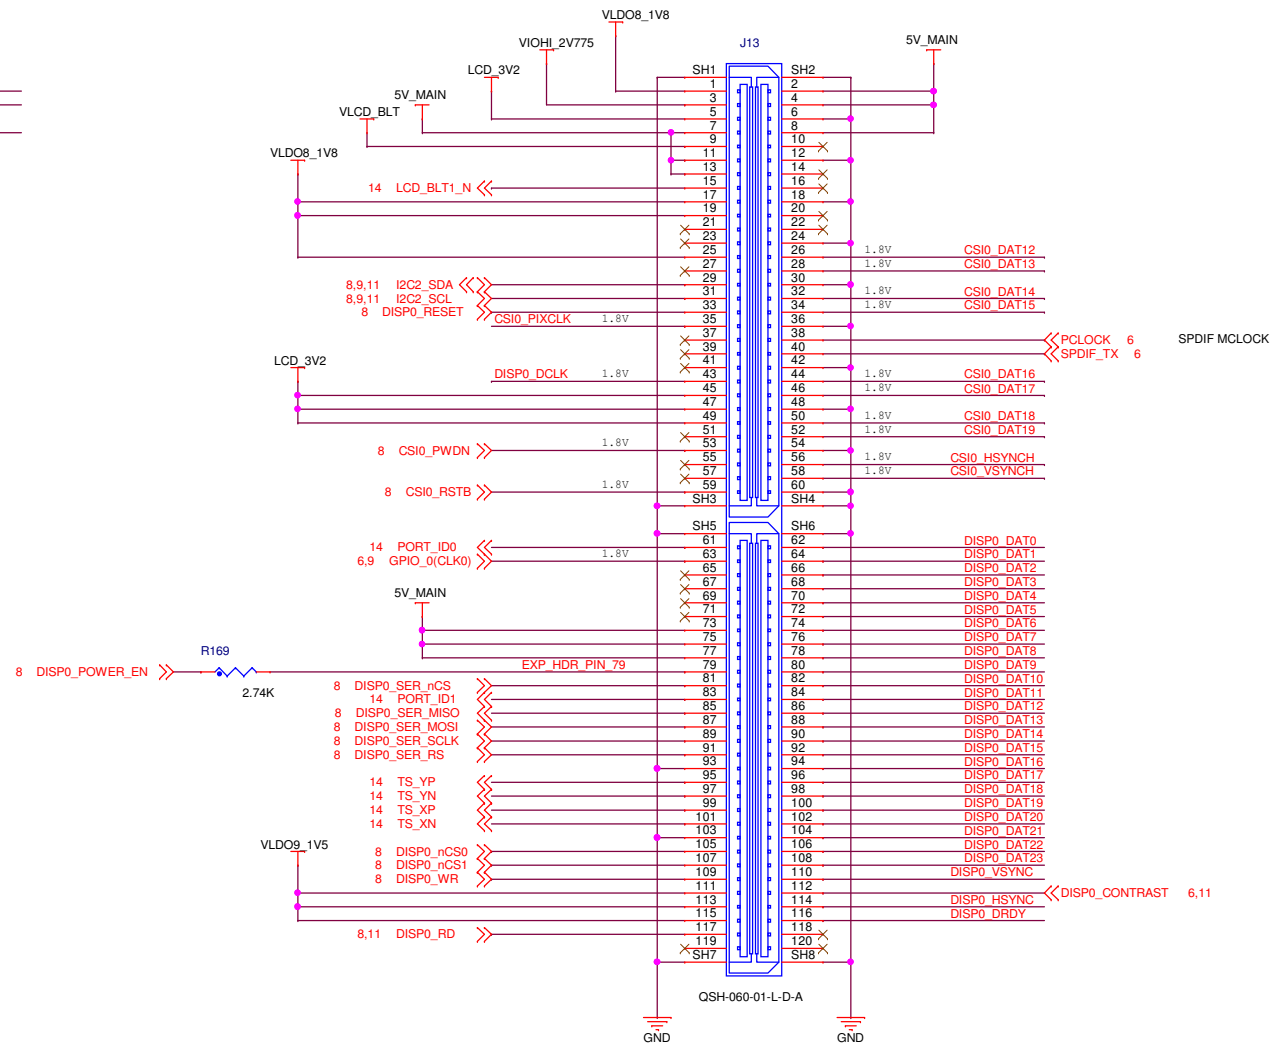 VLDO8_1V8
VIOHI_2V775
J13
5V_MAIN
LCD_3V2
SH1 SH2
1 2
5V_MAIN
3 4
VLCD_BLT
5 6
7 8
9 10
VLDO8_1V8
11 12
13 14
14 LCD_BLT1_N 15 16
17 18
19 20
21 22
23 24
25 26 1.8V CSI0_DAT12
27 28 1.8V CSI0_DAT13
8,9,11 I2C2_SDA 29 30
8,9,11 I2C2_SCL 31 32 1.8V CSI0_DAT14
8 DISP0_RESET 33 34 1.8V CSI0_DAT15
CSI0_PIXCLK 1.8V 35 36
37 38 PCLOCK 6 SPDIF MCLOCK
39 40 SPDIF_TX 6
LCD_3V2
41 42
DISP0_DCLK 1.8V 43 44 1.8V CSI0_DAT16
45 46 1.8V CSI0_DAT17
47 48
49 50 1.8V CSI0_DAT18
51 52 1.8V CSI0_DAT19
8 CSI0_PWDN 1.8V 53 54
55 56 1.8V CSI0_HSYNCH
57 58 1.8V CSI0_VSYNCH
8 CSI0_RSTB 1.8V 59 60
SH3 SH4
SH5 SH6
14 PORT_ID0 61 62 DISP0_DAT0
6,9 GPIO_0(CLK0) 1.8V 63 64 DISP0_DAT1
65 66 DISP0_DAT2
67 68 DISP0_DAT3
5V_MAIN
69 70 DISP0_DAT4
71 72 DISP0_DAT5
73 74 DISP0_DAT6
75 76 DISP0_DAT7
R169
77 78 DISP0_DAT8
8 DISP0_POWER_EN EXP_HDR_PIN_79 79 80 DISP0_DAT9
2.74K
8 DISP0_SER_nCS 81 82 DISP0_DAT10
14 PORT_ID1 83 84 DISP0_DAT11
8 DISP0_SER_MISO 85 86 DISP0_DAT12
8 DISP0_SER_MOSI 87 88 DISP0_DAT13
8 DISP0_SER_SCLK 89 90 DISP0_DAT14
8 DISP0_SER_RS 91 92 DISP0_DAT15
93 94 DISP0_DAT16
14 TS_YP 95 96 DISP0_DAT17
14 TS_YN 97 98 DISP0_DAT18
14 TS_XP 99 100 DISP0_DAT19
14 TS_XN 101 102 DISP0_DAT20
103 104 DISP0_DAT21
VLDO9_1V5
8 DISP0_nCS0 105 106 DISP0_DAT22
8 DISP0_nCS1 107 108 DISP0_DAT23
8 DISP0_WR 109 110 DISP0_VSYNC
111 112 DISP0_CONTRAST 6,11
113 114 DISP0_HSYNC
115 116 DISP0_DRDY
8,11 DISP0_RD 117 118
119 120
SH7 SH8
QSH-060-01-L-D-A
GND GND